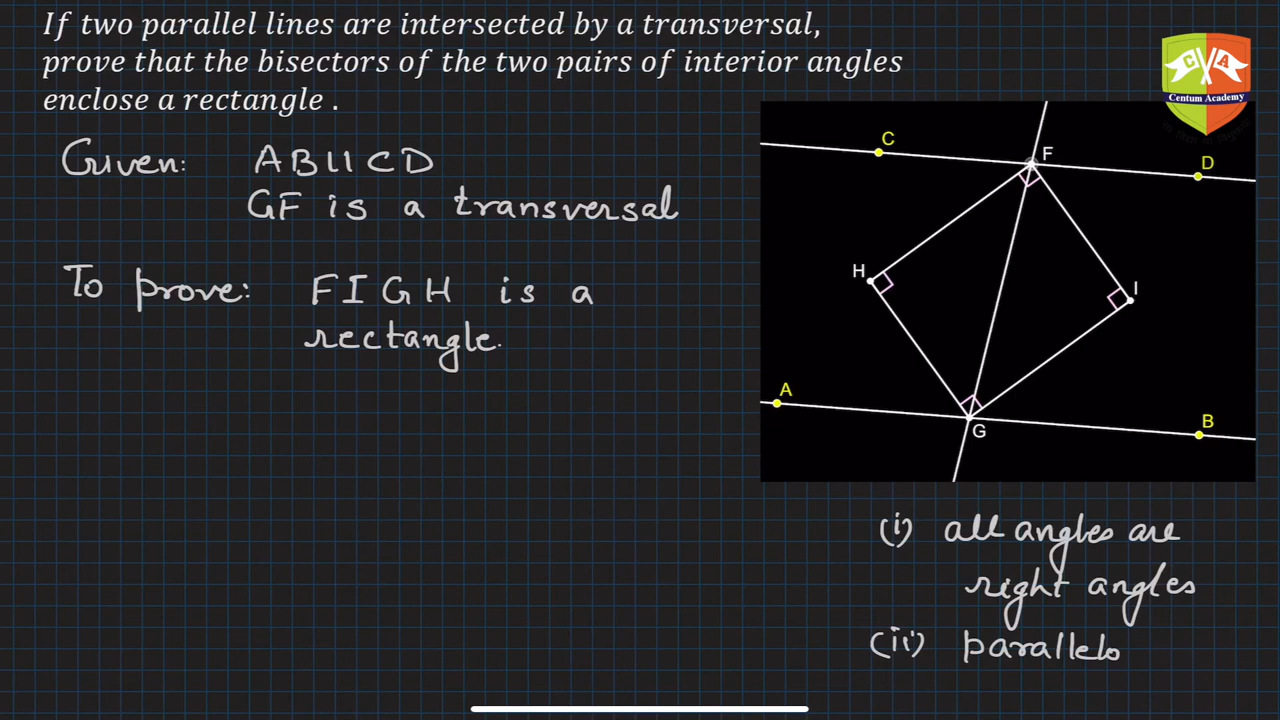 If two parallel lines are intersected by a transversal,
prove that the bisectors of the two pairs of interior angles
enclose a rectangle .
Given: AB || CD
GF is a transversal
To prove: FIGH is a
rectangle.
C A
Centum Academy
C
F
D
H
I
A
G
B
(i) all angles are
right angles
(ii) parallelo